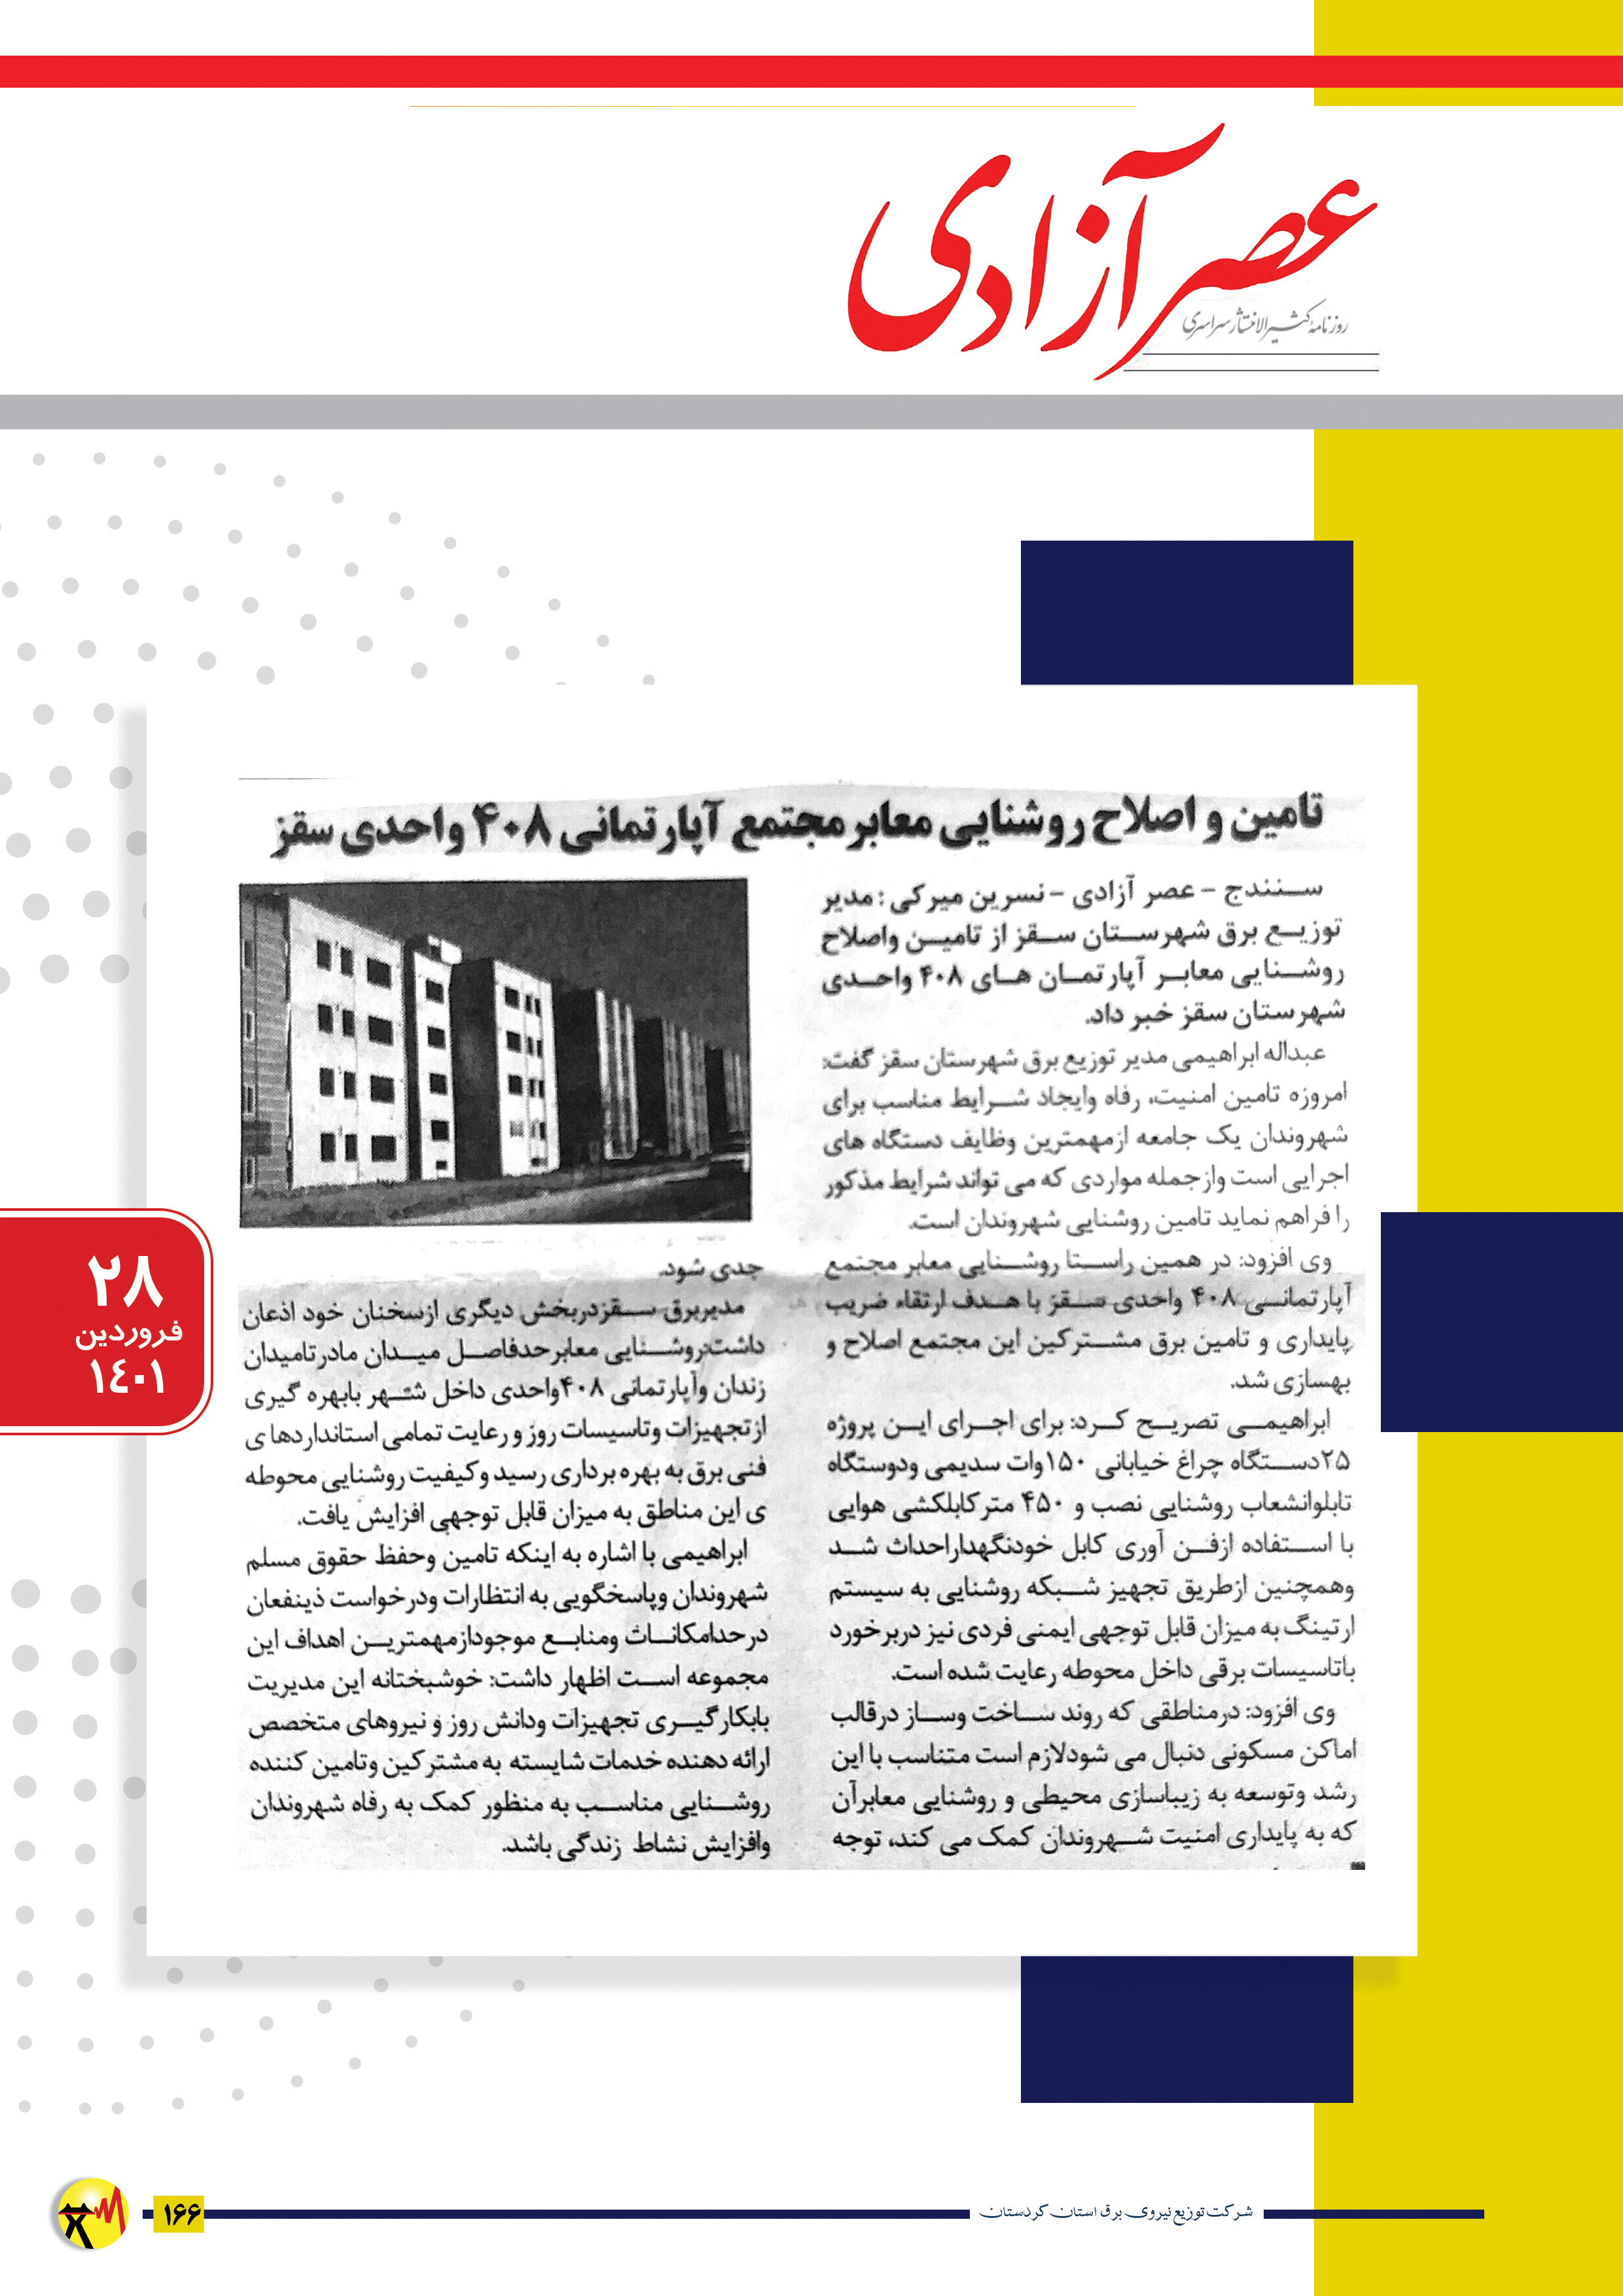 عصر آزادی
روزنامه کثیرالانتشار سراسری
تامین و اصلاح روشنایی معابر مجتمع آپارتمانی ۴۰۸ واحدی سقز
سنندج - عصر آزادی - نسرین میرکی : مدیر
توزیع برق شهرستان سقز از تامین واصلاح
روشنایی معابر آپارتمان های ۴۰۸ واحدی
شهرستان سقز خبر داد.
عبداله ابراهیمی مدیر توزیع برق شهرستان سقز گفت:
امروزه تامین امنیت، رفاه وایجاد شرایط مناسب برای
شهروندان یک جامعه ازمهمترین وظایف دستگاه های
اجرایی است وازجمله مواردی که می تواند شرایط مذکور
را فراهم نماید تامین روشنایی شهروندان است.
وی افزود: در همین راستا روشنایی معابر مجتمع
آپارتمانی ۴۰۸ واحدی سقز با هدف ارتقاء ضریب
پایداری و تامین برق مشترکین این مجتمع اصلاح و
بهسازی شد.
ابراهیمی تصریح کرد: برای اجرای این پروژه
۲۵دستگاه چراغ خیابانی ۱۵۰وات سدیمی ودوستگاه
تابلوانشعاب روشنایی نصب و ۴۵۰ مترکابلکشی هوایی
با استفاده ازفن آوری کابل خودنگهداراحداث شد
وهمچنین ازطریق تجهیز شبکه روشنایی به سیستم
ارتینگ به میزان قابل توجهی ایمنی فردی نیز دربرخورد
باتاسیسات برقی داخل محوطه رعایت شده است.
وی افزود: درمناطقی که روند ساخت وساز درقالب
اماکن مسکونی دنبال می شودلازم است متناسب با این
رشد وتوسعه به زیباسازی محیطی و روشنایی معابرآن
که به پایداری امنیت شهروندان کمک می کند، توجه
جدی شود.
مدیربرق سقزدربخش دیگری ازسخنان خود اذعان
داشت:روشنایی معابرحدفاصل میدان مادرتامیدان
زندان وآپارتمانی ۴۰۸واحدی داخل شهر بابهره گیری
ازتجهیزات وتاسیسات روز و رعایت تمامی استانداردها ی
فنی برق به بهره برداری رسید وکیفیت روشنایی محوطه
ی این مناطق به میزان قابل توجهی افزایش یافت.
ابراهیمی با اشاره به اینکه تامین وحفظ حقوق مسلم
شهروندان وپاسخگویی به انتظارات ودرخواست ذینفعان
درحدامکانات ومنابع موجودازمهمترین اهداف این
مجموعه است اظهار داشت: خوشبختانه این مدیریت
بابکارگیری تجهیزات ودانش روز و نیروهای متخصص
ارائه دهنده خدمات شایسته به مشترکین وتامین کننده
روشنایی مناسب به منظور کمک به رفاه شهروندان
وافزایش نشاط زندگی باشد.
۲۸
فروردین
۱٤۰۱
شرکت توزیع نیروی برق استان کردستان
۱۶۶